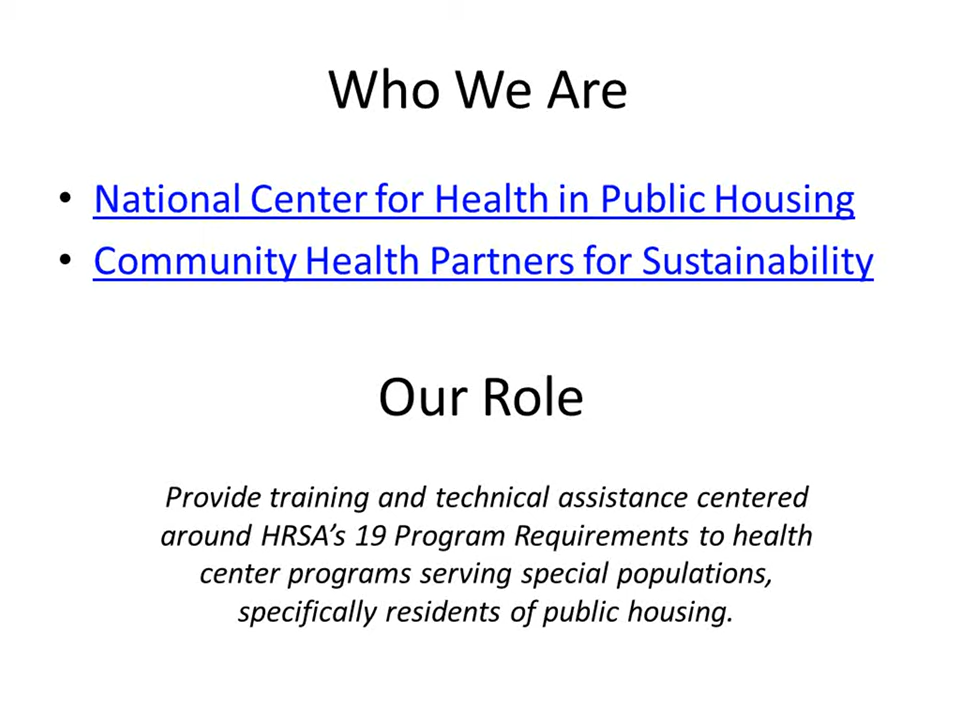 Who We Are
• National Center for Health in Public Housing
• Community Health Partners for Sustainability
Our Role
Provide training and technical assistance centered
around HRSA’s 19 Program Requirements to health
center programs serving special populations,
specifically residents of public housing.